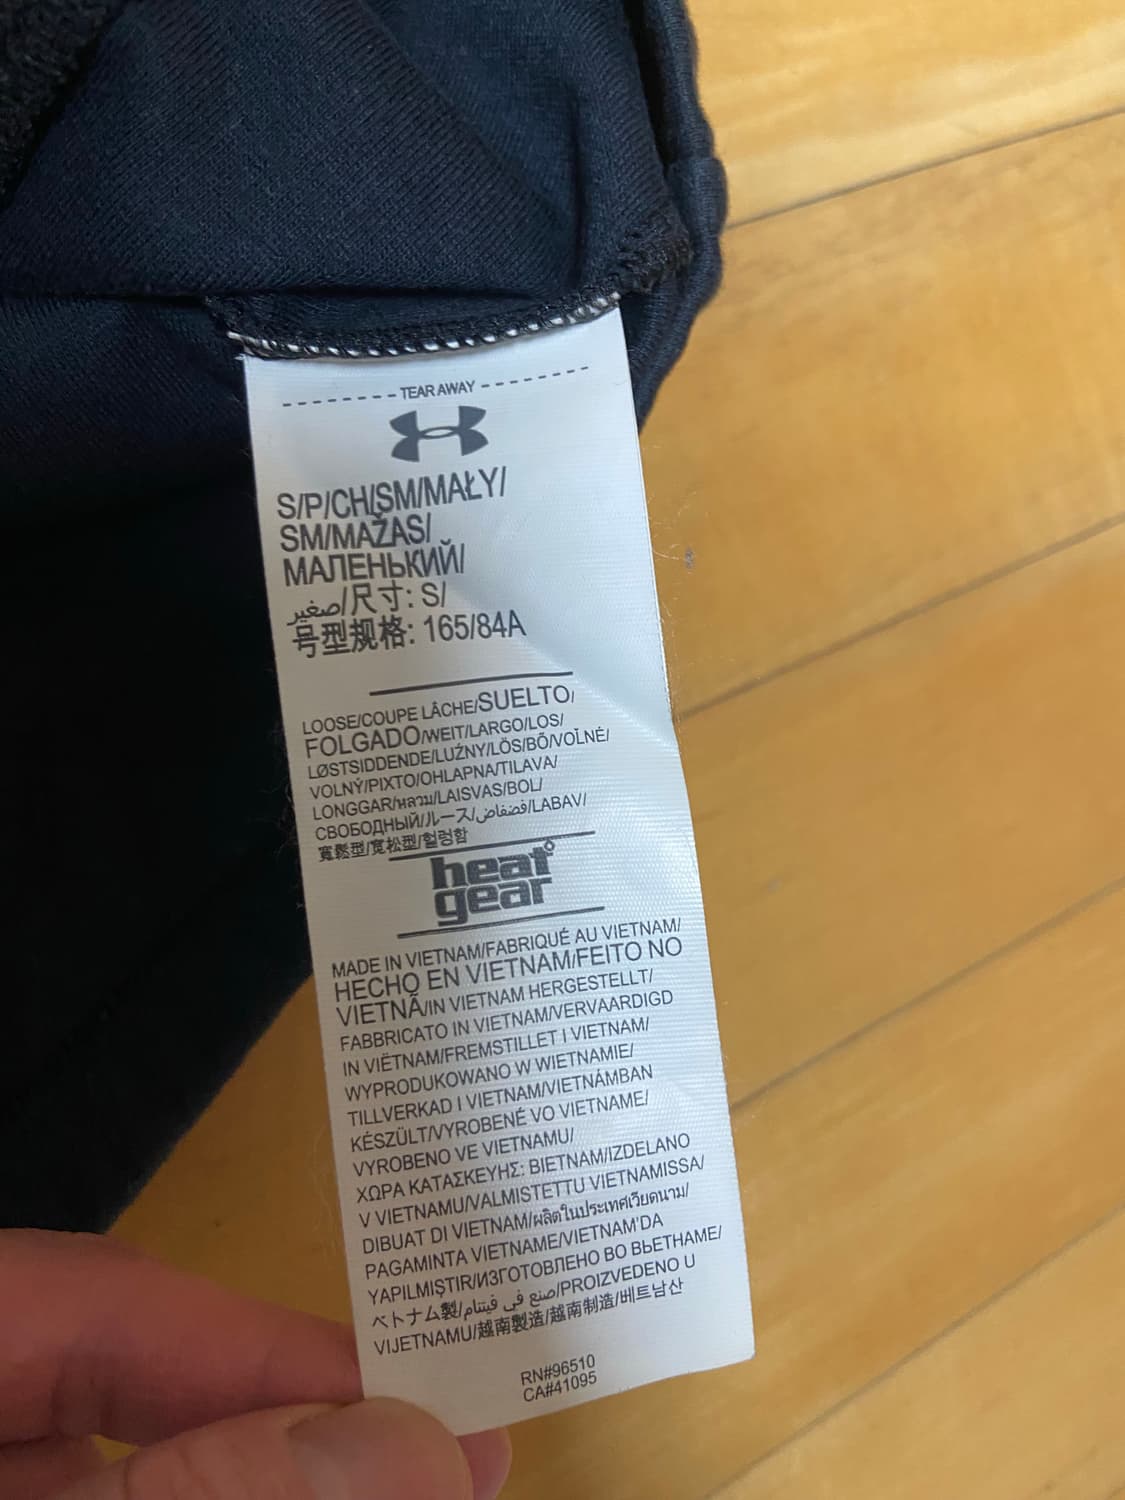 TEAR AWAY
S/P/CH/SM/MAŁY/
SM/MAŽAS/
МАЛЕНЬКИЙ/
صغير/尺寸: S/
号型规格: 165/84A
LOOSE/COUPE LÂCHE/SUELTO/
FOLGADO/WEIT/LARGO/LOS/
LØSTSIDDENDE/LUŹNY/LÖS/BŐ/VOĽNÉ/
VOLNÝ/ΡΙΧΤΟ/OHLAPNA/TILAVA/
LONGGAR/หลวม/LAISVAS/BOL/
СВОБОДНЫЙ/ルース/فضفاض/LABAV/
寬鬆型/宽松型/헐렁함
heat
gear
MADE IN VIETNAM/FABRIQUÉ AU VIETNAM/
HECHO EN VIETNAM/FEITO NO
VIETNÃ/IN VIETNAM HERGESTELLT/
FABBRICATO IN VIETNAM/VERVAARDIGD
IN VIËTNAM/FREMSTILLET I VIETNAM/
WYPRODUKOWANO W WIETNAMIE/
TILLVERKAD I VIETNAM/VIETNÁMBAN
KÉSZÜLT/VYROBENÉ VO VIETNAME/
VYROBENO VE VIETNAMU/
ΧΩΡΑ ΚΑΤΑΣΚΕΥΗΣ: ΒΙΕΤΝΑΜ/IZDELANO
V VIETNAMU/VALMISTETTU VIETNAMISSA/
DIBUAT DI VIETNAM/ผลิตในประเทศเวียดนาม/
PAGAMINTA VIETNAME/VIETNAM'DA
YAPILMIŞTIR/ИЗГОТОВЛЕНО ВО ВЬЕТНАМЕ/
ベトナム製/صنع في فيتنام/PROIZVEDENO U
VIJETNAMU/越南製造/越南制造/베트남산
RN#96510
CA#41095